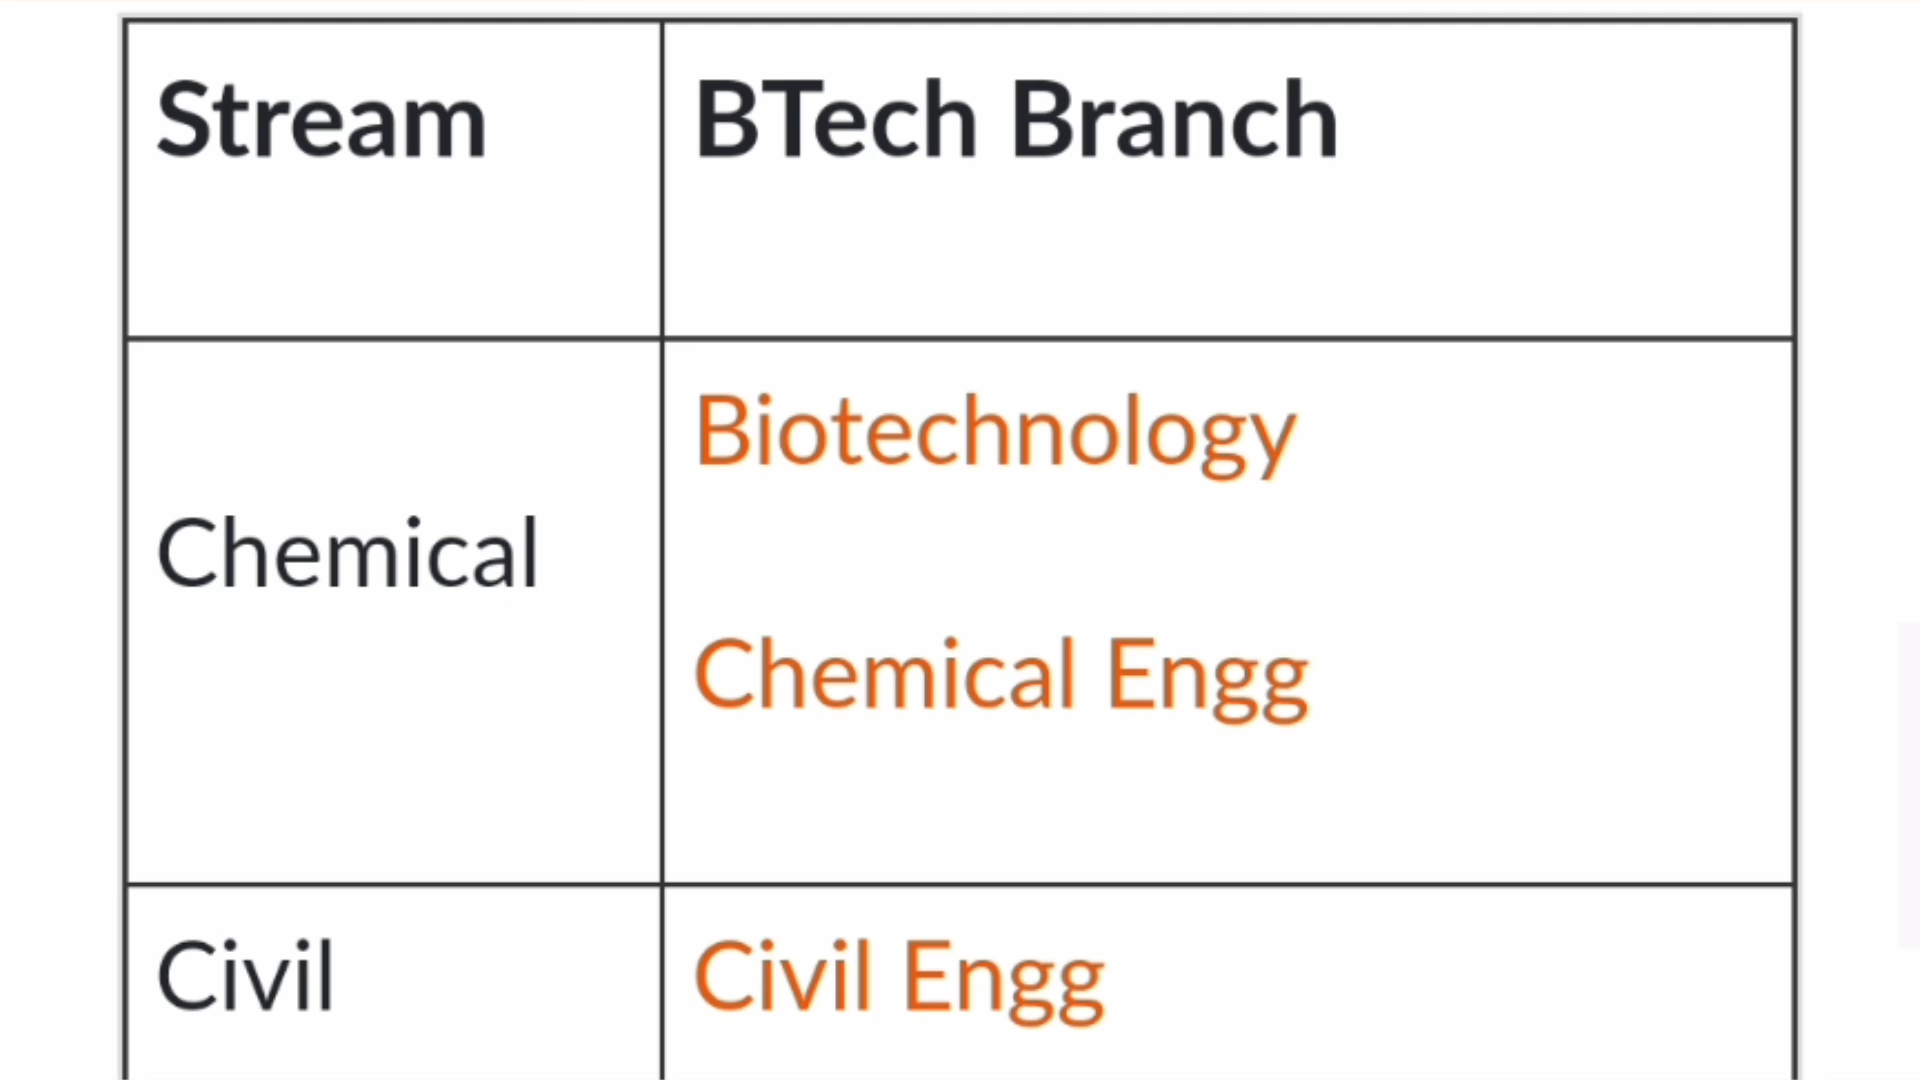 Stream BTech Branch
Biotechnology
Chemical
Chemical Engg
Civil Civil Engg